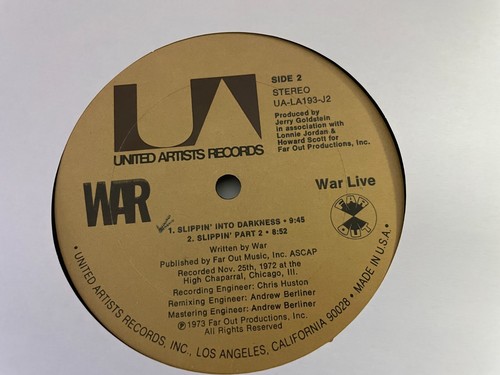 UA
UNITED ARTISTS RECORDS
SIDE 2
STEREO
UA-LA193-J2
Produced by
Jerry Goldstein
in association with
Lonnie Jordan &
Howard Scott for
Far Out Productions, Inc.
WAR
War Live
FAR
OUT
1. SLIPPIN' INTO DARKNESS • 9:45
2. SLIPPIN' PART 2 • 8:52
Written by War
Published by Far Out Music, Inc. ASCAP
Recorded Nov. 25th, 1972 at the
High Chaparral, Chicago, Ill.
Recording Engineer: Chris Huston
Remixing Engineer: Andrew Berliner
Mastering Engineer: Andrew Berliner
℗1973 Far Out Productions, Inc.
All Rights Reserved
• UNITED ARTISTS RECORDS, INC., LOS ANGELES, CALIFORNIA 90028 • MADE IN U.S.A. •